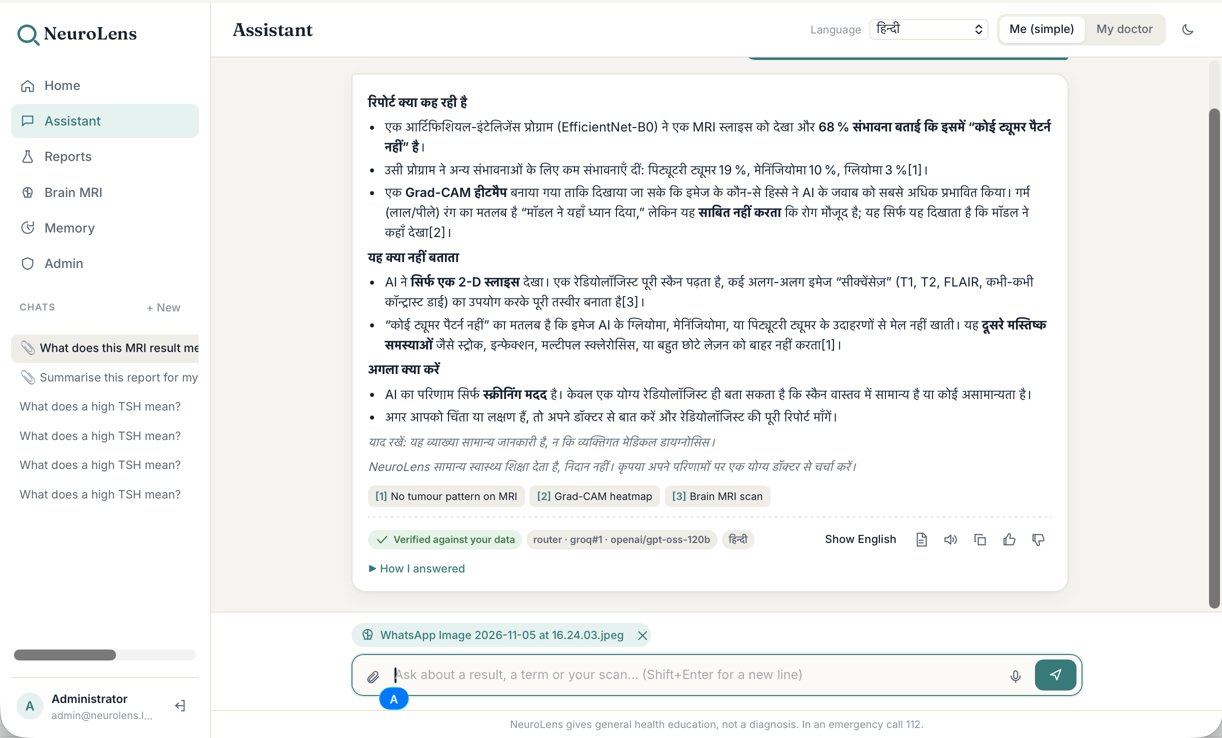 NeuroLens
Assistant
Language
हिन्दी
Me (simple)
My doctor
Home
Assistant
Reports
Brain MRI
Memory
Admin
CHATS
+ New
What does this MRI result me
Summarise this report for my
What does a high TSH mean?
What does a high TSH mean?
What does a high TSH mean?
What does a high TSH mean?
A
Administrator
admin@neurolens.l...
रिपोर्ट क्या कह रही है
• एक आर्टिफिशियल-इंटेलिजेंस प्रोग्राम (EfficientNet-B0) ने एक MRI स्लाइस को देखा और 68 % संभावना बताई कि इसमें “कोई ट्यूमर पैटर्न
नहीं” है।
• उसी प्रोग्राम ने अन्य संभावनाओं के लिए कम संभावनाएँ दीं: पिट्यूटरी ट्यूमर 19 %, मेनिंजियोमा 10 %, ग्लियोमा 3 %[1]।
• एक Grad-CAM हीटमैप बनाया गया ताकि दिखाया जा सके कि इमेज के कौन-से हिस्से ने AI के जवाब को सबसे अधिक प्रभावित किया। गर्म
(लाल/पीले) रंग का मतलब है “मॉडल ने यहाँ ध्यान दिया,” लेकिन यह साबित नहीं करता कि रोग मौजूद है; यह सिर्फ यह दिखाता है कि मॉडल ने
कहाँ देखा[2]।
यह क्या नहीं बताता
• AI ने सिर्फ एक 2-D स्लाइस देखा। एक रेडियोलॉजिस्ट पूरी स्कैन पढ़ता है, कई अलग-अलग इमेज “सीक्वेंसेज़” (T1, T2, FLAIR, कभी-कभी
कॉन्ट्रास्ट डाई) का उपयोग करके पूरी तस्वीर बनाता है[3]।
• “कोई ट्यूमर पैटर्न नहीं” का मतलब है कि इमेज AI के ग्लियोमा, मेनिंजियोमा, या पिट्यूटरी ट्यूमर के उदाहरणों से मेल नहीं खाती। यह दूसरे मस्तिष्क
समस्याओं जैसे स्ट्रोक, इन्फेक्शन, मल्टीपल स्क्लेरोसिस, या बहुत छोटे लेज़न को बाहर नहीं करता[1]।
अगला क्या करें
• AI का परिणाम सिर्फ स्क्रीनिंग मदद है। केवल एक योग्य रेडियोलॉजिस्ट ही बता सकता है कि स्कैन वास्तव में सामान्य है या कोई असामान्यता है।
• अगर आपको चिंता या लक्षण हैं, तो अपने डॉक्टर से बात करें और रेडियोलॉजिस्ट की पूरी रिपोर्ट माँगें।
याद रखें: यह व्याख्या सामान्य जानकारी है, न कि व्यक्तिगत मेडिकल डायग्नोसिस।
NeuroLens सामान्य स्वास्थ्य शिक्षा देता है, निदान नहीं। कृपया अपने परिणामों पर एक योग्य डॉक्टर से चर्चा करें।
[1] No tumour pattern on MRI
[2] Grad-CAM heatmap
[3] Brain MRI scan
Verified against your data
router · groq#1 · openai/gpt-oss-120b
हिन्दी
Show English
How I answered
WhatsApp Image 2026-11-05 at 16.24.03.jpeg
Ask about a result, a term or your scan... (Shift+Enter for a new line)
A
NeuroLens gives general health education, not a diagnosis. In an emergency call 112.